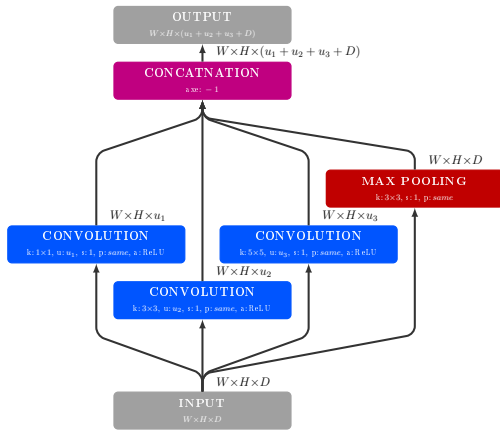 OUTPUT
W×H×(u₁ + u₂ + u₃ + D)
W×H×(u₁ + u₂ + u₃ + D)
CONCATNATION
axe: − 1
W×H×D
MAX POOLING
k: 3×3, s: 1, p: same
W×H×u₁
W×H×u₃
CONVOLUTION
k: 1×1, u: u₁, s: 1, p: same, a: ReLU
CONVOLUTION
k: 5×5, u: u₃, s: 1, p: same, a: ReLU
W×H×u₂
CONVOLUTION
k: 3×3, u: u₂, s: 1, p: same, a: ReLU
W×H×D
INPUT
W×H×D